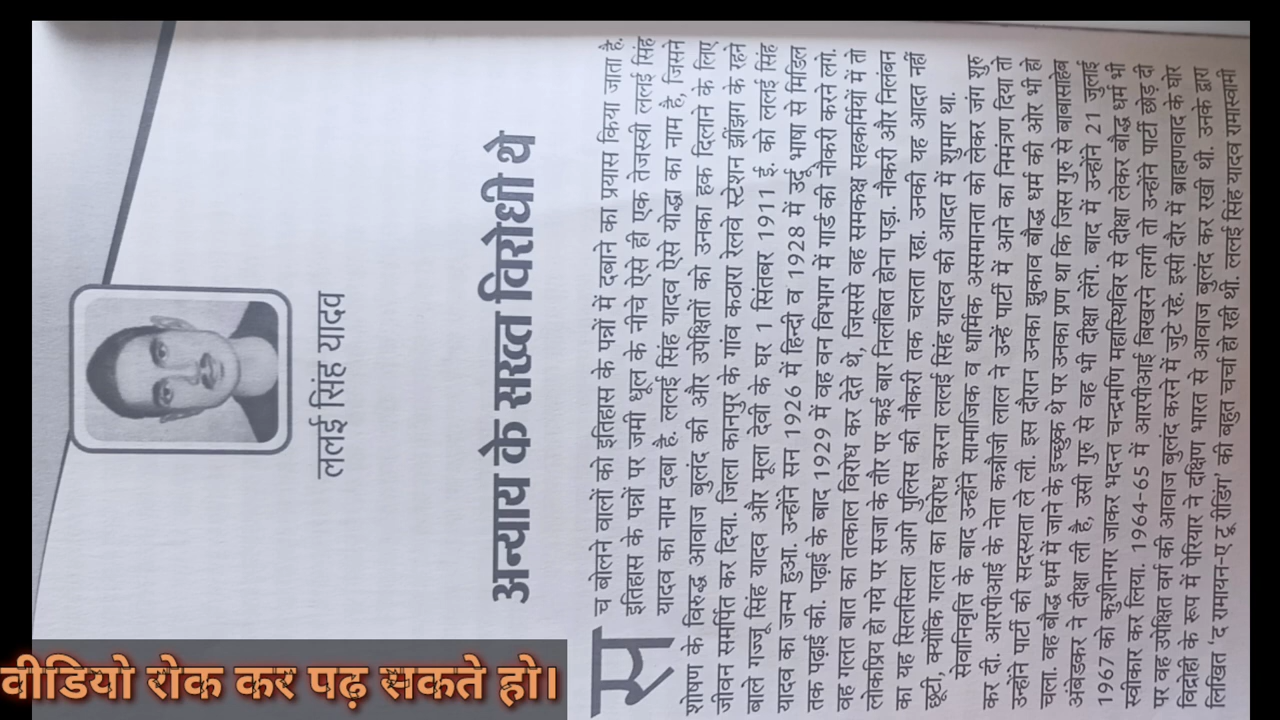 ललई सिंह यादव
अन्याय के सख्त विरोधी थे
सच बोलने वालों को इतिहास के पन्नों में दबाने का प्रयास किया जाता है.
इतिहास के पन्नों पर जमी धूल के नीचे ऐसे ही एक तेजस्वी ललई सिंह
यादव का नाम दबा है. ललई सिंह यादव ऐसे योद्धा का नाम है, जिसने
शोषण के विरुद्ध आवाज बुलंद की और उपेक्षितों को उनका हक दिलाने के लिए
जीवन समर्पित कर दिया. जिला कानपुर के गांव कठारा रेलवे स्टेशन झींझग के रहने
वाले गज्जू सिंह यादव और मूला देवी के घर 1 सितंबर 1911 ई. को ललई सिंह
यादव का जन्म हुआ. उन्होंने सन 1926 में हिन्दी व 1928 में उर्दू भाषा से मिडिल
तक पढ़ाई की. पढ़ाई के बाद 1929 में वह वन विभाग में गार्ड की नौकरी करने लगे.
वह गलत बात का तत्काल विरोध कर देते थे, जिससे वह समकक्ष सहकर्मियों में तो
लोकप्रिय हो गये पर सजा के तौर पर कई बार निलंबित होना पड़ा. नौकरी और निलंबन
का यह सिलसिला आगे पुलिस की नौकरी तक चलता रहा. उनकी यह आदत नहीं
छूटी, क्योंकि गलत का विरोध करना ललई सिंह यादव की आदत में शुमार था.
सेवानिवृत्ति के बाद उन्होंने सामाजिक व धार्मिक असमानता को लेकर जंग शुरु
कर दी. आरपीआई के नेता कन्नौजी लाल ने उन्हें पार्टी में आने का निमंत्रण दिया तो
उन्होंने पार्टी की सदस्यता ले ली. इस दौरान उनका झुकाव बौद्ध धर्म की ओर भी हो
चला. वह बौद्ध धर्म में जाने के इच्छुक थे पर उनका प्रण था कि जिस गुरु से बाबासाहेब
अंबेडकर ने दीक्षा ली है, उसी गुरु से वह भी दीक्षा लेंगे. बाद में उन्होंने 21 जुलाई
1967 को कुशीनगर जाकर भदन्त चन्द्रमणि महास्थिविर से दीक्षा लेकर बौद्ध धर्म भी
स्वीकार कर लिया. 1964-65 में आरपीआई बिखरने लगी तो उन्होंने पार्टी छोड़ दी
पर वह उपेक्षित वर्ग की आवाज बुलंद करने में जुटे रहे. इसी दौर में ब्राह्मणवाद के घोर
विद्रोही के रूप में पेरियार ने दक्षिण भारत से आवाज बुलंद कर रखी थी. उनके द्वारा
लिखित 'द रामायन-ए ट्रू रीडिंग' की बहुत चर्चा हो रही थी. ललई सिंह यादव रामास्वामी
वीडियो रोक कर पढ़ सकते हो।